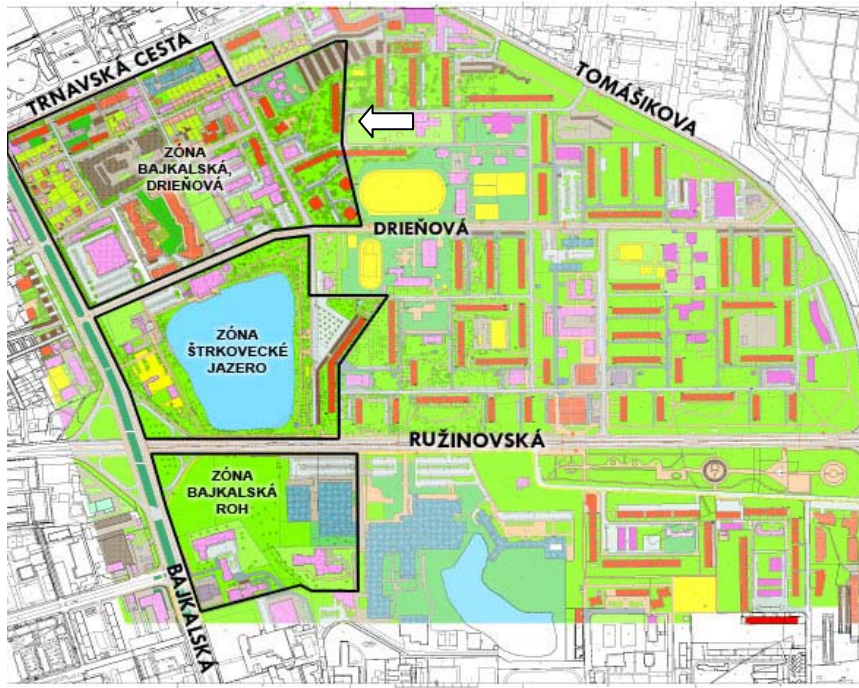 TRNAVSKÁ CESTA
TOMÁŠIKOVA
ZÓNA
BAJKALSKÁ,
DRIEŇOVÁ
DRIEŇOVÁ
ZÓNA
ŠTRKOVECKÉ
JAZERO
RUŽINOVSKÁ
ZÓNA
BAJKALSKÁ
ROH
BAJKALSKÁ